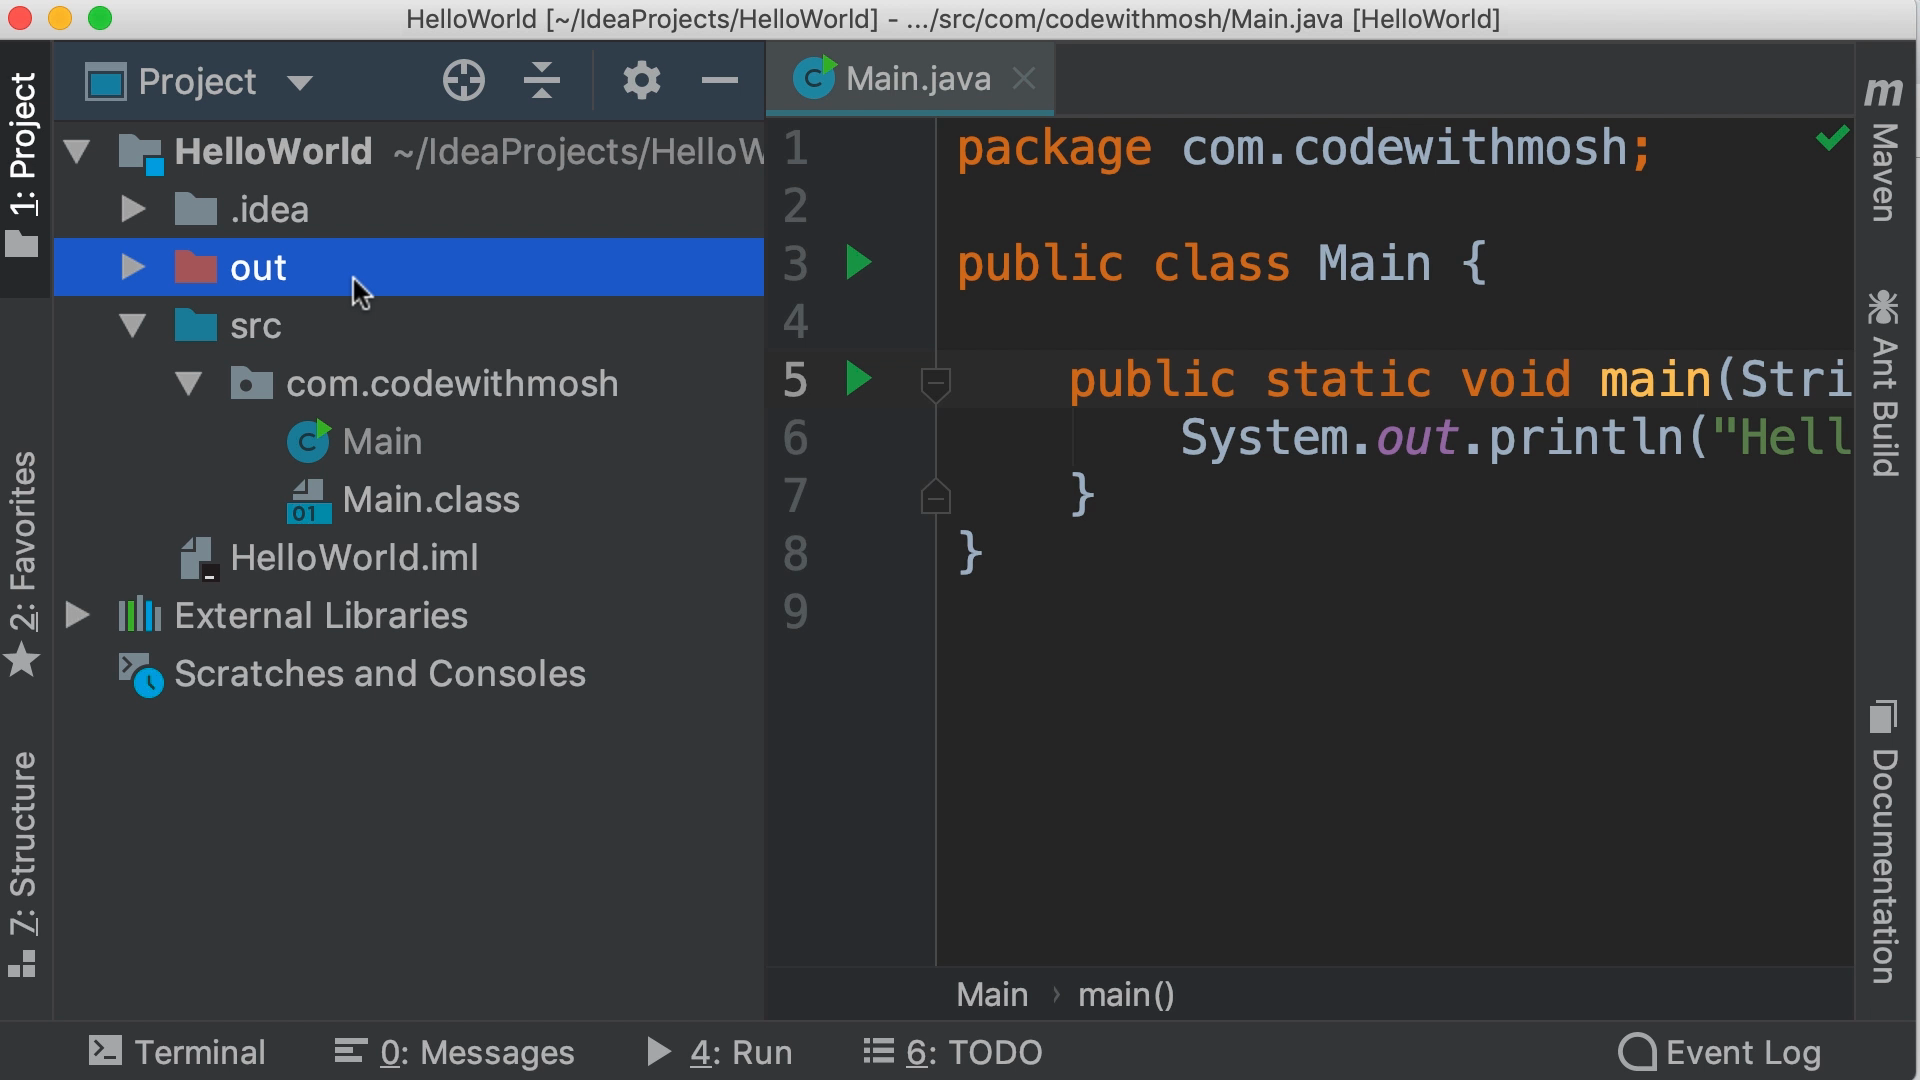 HelloWorld [~/IdeaProjects/HelloWorld] - .../src/com/codewithmosh/Main.java [HelloWorld]
1: Project
2: Favorites
7: Structure
Project
HelloWorld ~/IdeaProjects/HelloW
.idea
out
src
com.codewithmosh
C Main
01 Main.class
HelloWorld.iml
External Libraries
Scratches and Consoles
C Main.java
1 package com.codewithmosh;
2
3 public class Main {
4
5 public static void main(Stri
6 System.out.println("Hell
7 }
8 }
9
Main › main()
m Maven
Ant Build
Documentation
Terminal 0: Messages 4: Run 6: TODO Event Log